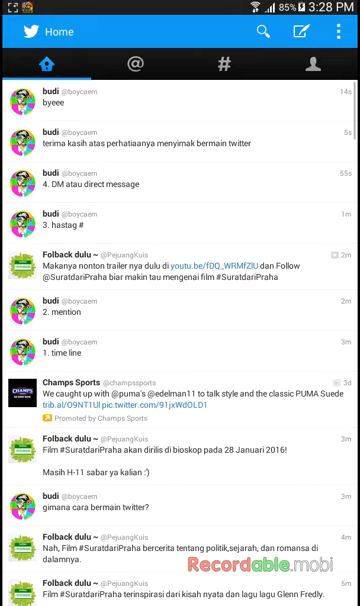 85% 3:28 PM
Home
@ #
budi @boycaem 14s
byeee
budi @boycaem 5s
terima kasih atas perhatiaanya menyimak bermain twitter
budi @boycaem 55s
4. DM atau direct message
budi @boycaem 1m
3. hastag #
Folback dulu ~ @PejuangKuis 2m
Makanya nonton trailer nya dulu di youtu.be/fDQ_WRMfZlU dan Follow
@SuratdariPraha biar makin tau mengenai film #SuratdariPraha
budi @boycaem 2m
2. mention
budi @boycaem 3m
1. time line
CHAMPS
Champs Sports @champssports 3d
We caught up with @puma's @edelman11 to talk style and the classic PUMA Suede
trib.al/O9NT1Ul pic.twitter.com/91jxWdOLD1
Promoted by Champs Sports
Folback dulu ~ @PejuangKuis 3m
Film #SuratdariPraha akan dirilis di bioskop pada 28 Januari 2016!
Masih H-11 sabar ya kalian :')
budi @boycaem 3m
gimana cara bermain twitter?
Folback dulu ~ @PejuangKuis 4m
Nah, Film #SuratdariPraha bercerita tentang politik,sejarah, dan romansa di
dalamnya.
Recordable.mobi
Folback dulu ~ @PejuangKuis 5m
Film #SuratdariPraha terinspirasi dari kisah nyata dan lagu lagu Glenn Fredly.